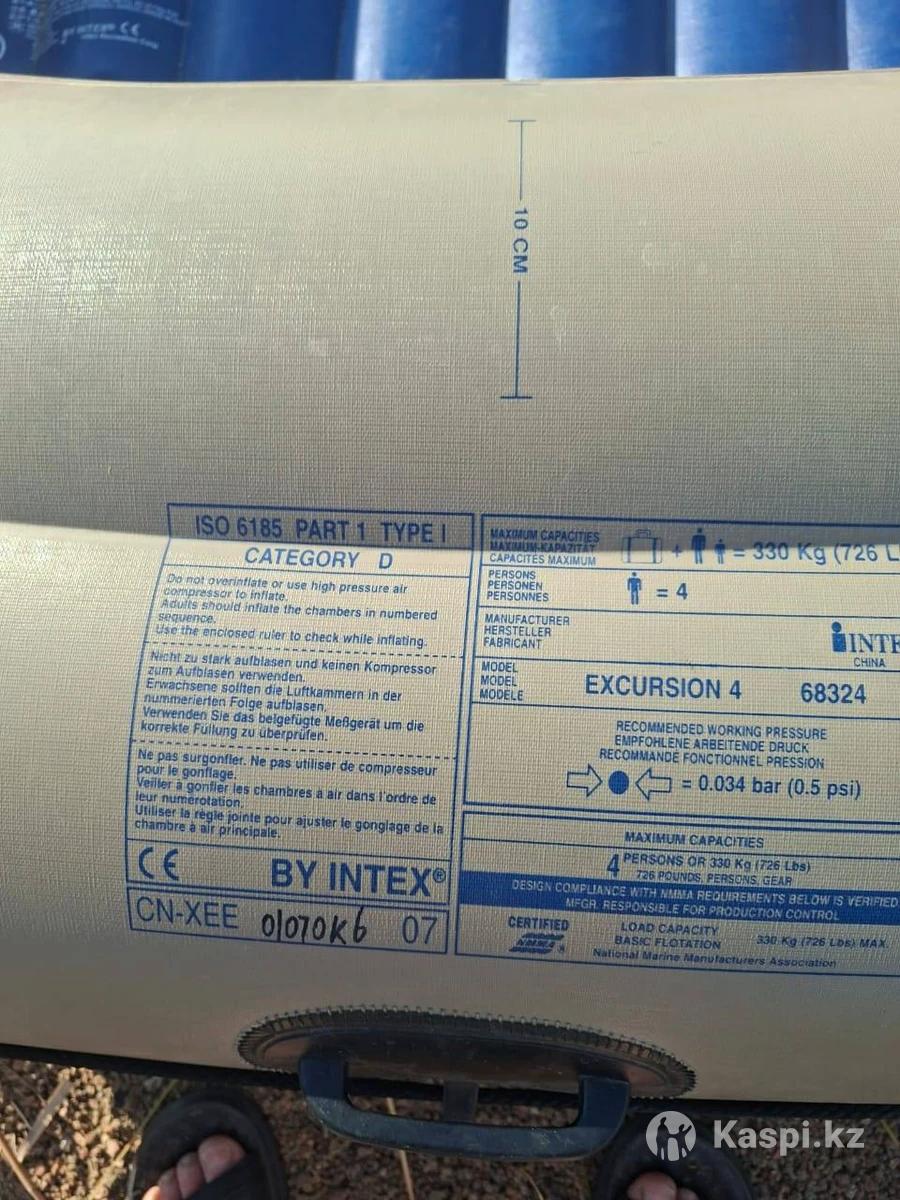 BY INTEX CE
10 CM
ISO 6185 PART 1 TYPE I
CATEGORY D
Do not overinflate or use high pressure air
compressor to inflate.
Adults should inflate the chambers in numbered
sequence.
Use the enclosed ruler to check while inflating.
Nicht zu stark aufblasen und keinen Kompressor
zum Aufblasen verwenden.
Erwachsene sollten die Luftkammern in der
nummerierten Folge aufblasen.
Verwenden Sie das belgefügte Meßgerät um die
korrekte Füllung zu überprüfen.
Ne pas surgonfler. Ne pas utiliser de compresseur
pour le gonflage.
Veiller à gonfler les chambres à air dans l'ordre de
leur numérotation.
Utiliser la règle jointe pour ajuster le gonglage de la
chambre à air principale.
CE BY INTEX®
CN-XEE 01070K6 07
MAXIMUM CAPACITIES
MAXIMUM-KAPAZITÄT
CAPACITÉS MAXIMUM
+ = 330 Kg (726 L
PERSONS
PERSONEN
PERSONNES
= 4
MANUFACTURER
HERSTELLER
FABRICANT
INTE
CHINA
MODEL
MODEL
MODELE
EXCURSION 4 68324
RECOMMENDED WORKING PRESSURE
EMPFOHLENE ARBEITENDE DRUCK
RECOMMANDE FONCTIONNEL PRESSION
= 0.034 bar (0.5 psi)
MAXIMUM CAPACITIES
4 PERSONS OR 330 Kg (726 Lbs)
726 POUNDS, PERSONS, GEAR
DESIGN COMPLIANCE WITH NMMA REQUIREMENTS BELOW IS VERIFIED
MFGR. RESPONSIBLE FOR PRODUCTION CONTROL
CERTIFIED
NMMA®
LOAD CAPACITY
BASIC FLOTATION
330 Kg (726 Lbs) MAX.
National Marine Manufacturers Association
Kaspi.kz